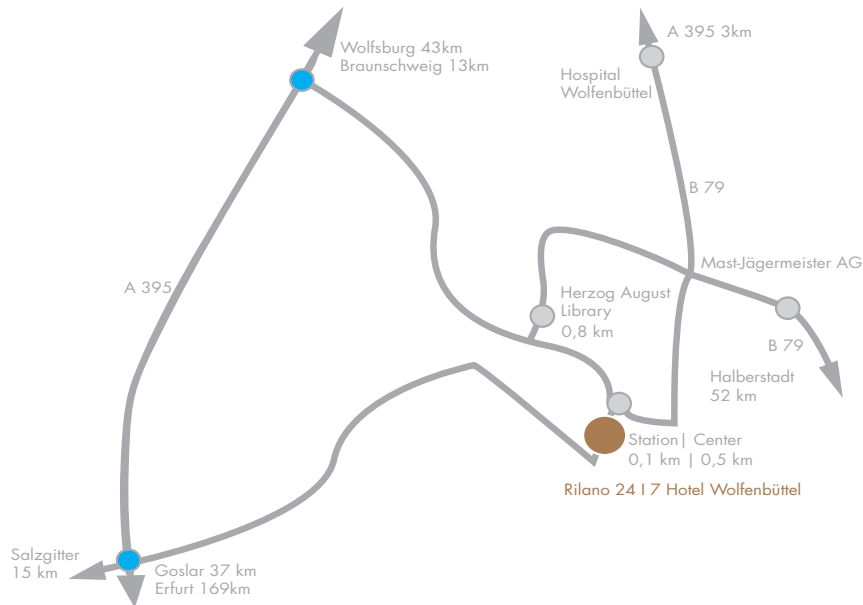 A 395 3km
Wolfsburg 43km
Braunschweig 13km
Hospital
Wolfenbüttel
B 79
Mast-Jägermeister AG
A 395
Herzog August
Library
0,8 km
B 79
Halberstadt
52 km
Station| Center
0,1 km | 0,5 km
Rilano 24 I 7 Hotel Wolfenbüttel
Salzgitter
15 km
Goslar 37 km
Erfurt 169km